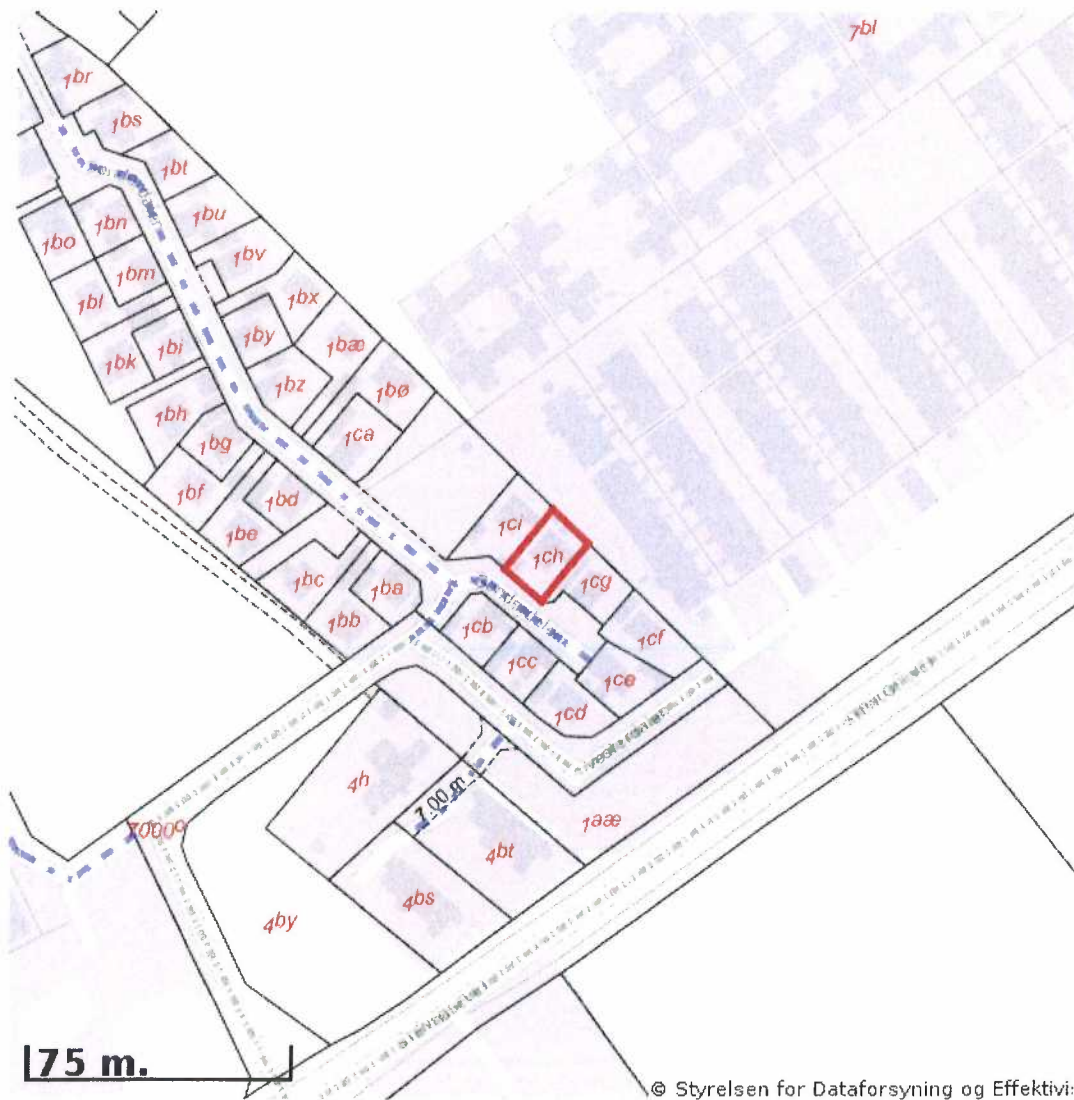 7bl
1br
1bs
1bt
1bu
1bo
1bn
1bv
1bm
1bl
1bx
1by
1bæ
1bk
1bi
1bz
1bø
1bh
1ca
1bg
1bf
1bd
1be
1ci
1ch
1bc
1ba
1cg
1bb
1cb
1cf
1cc
1ce
1cd
4h
7.00 m
1aæ
7000o
4bt
4bs
4by
75 m.
© Styrelsen for Dataforsyning og Effektivi